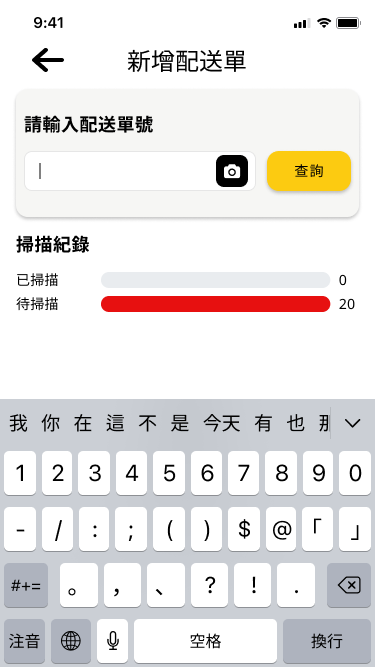 9:41
新增配送單
請輸入配送單號
查詢
掃描紀錄
已掃描 0
待掃描 20
我 你 在 這 不 是 今天 有 也 那
1 2 3 4 5 6 7 8 9 0
- / : ; ( ) $ @ 「 」
#+= 。 ， 、 ? ! .
注音 空格 換行